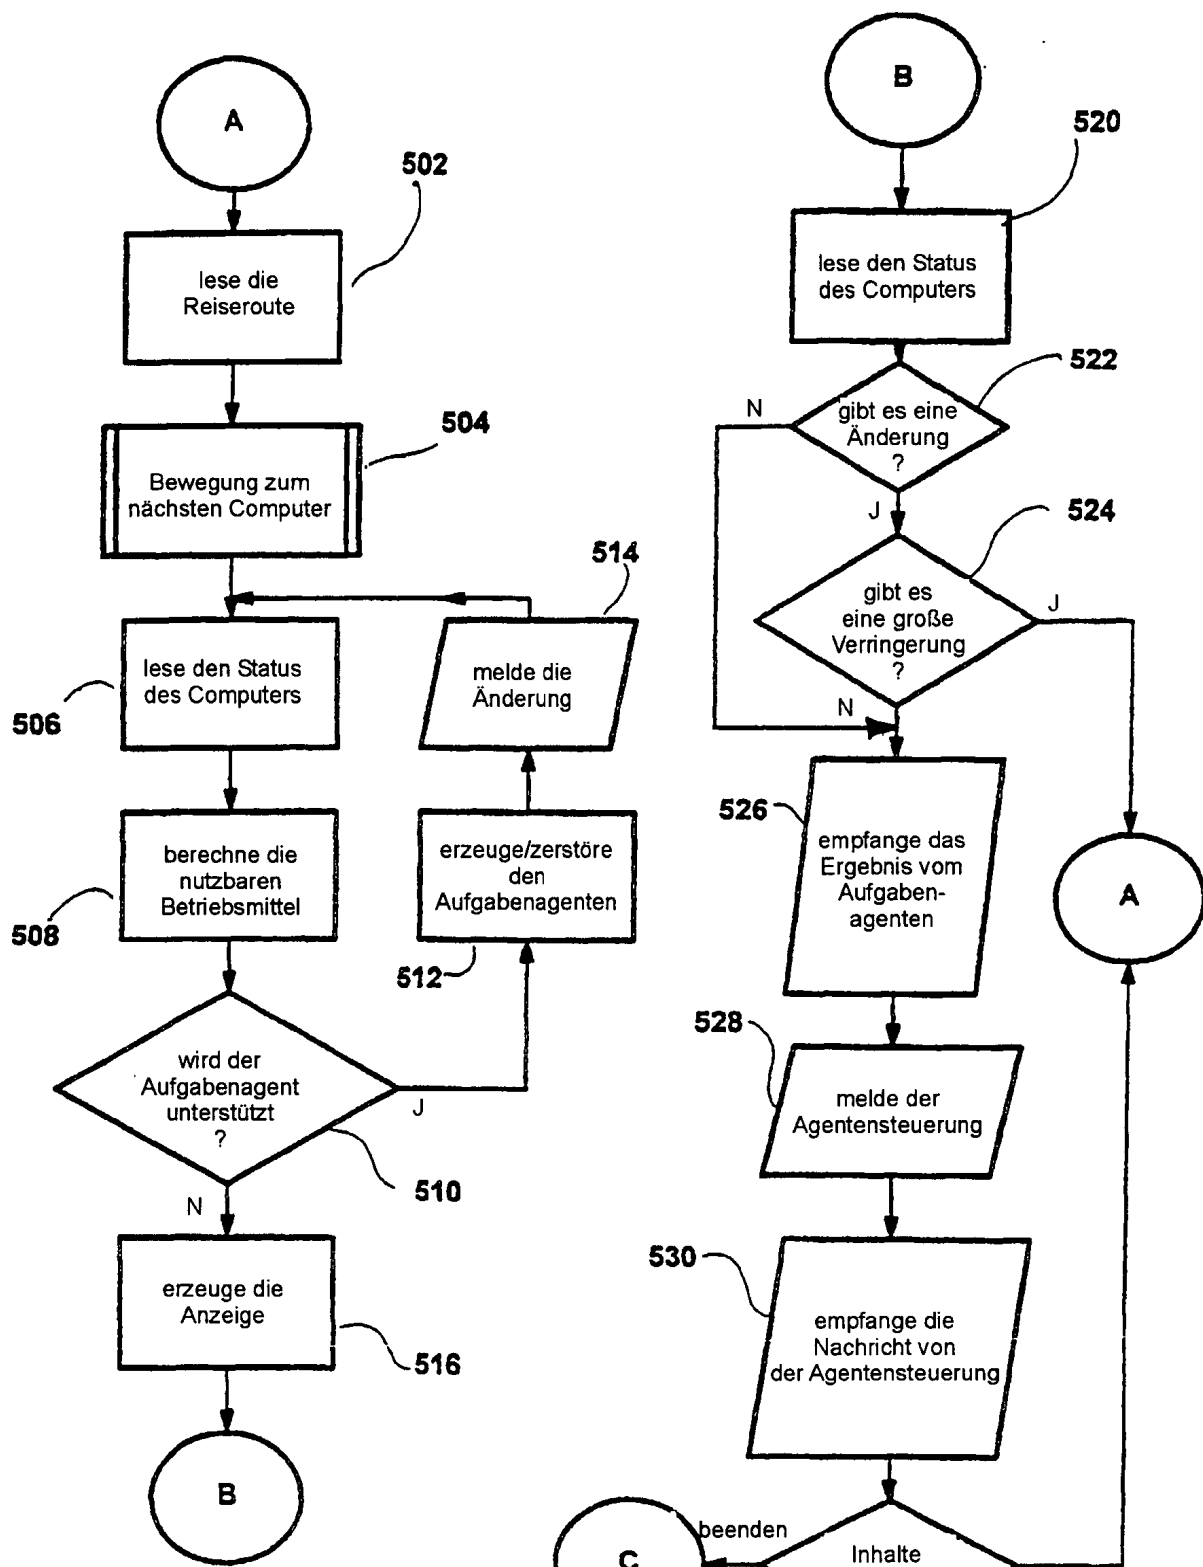 A
502
lese die
Reiseroute
504
Bewegung zum
nächsten Computer
514
506
lese den Status
des Computers
melde die
Änderung
508
berechne die
nutzbaren
Betriebsmittel
erzeuge/zerstöre
den
Aufgabenagenten
512
wird der
Aufgabenagent
unterstützt
?
J
510
N
erzeuge die
Anzeige
516
B
B
520
lese den Status
des Computers
522
N
gibt es eine
Änderung
?
J
524
gibt es
eine große
Verringerung
?
J
N
526
empfange das
Ergebnis vom
Aufgaben-
agenten
A
528
melde der
Agentensteuerung
530
empfange die
Nachricht von
der Agentensteuerung
beenden
C
Inhalte